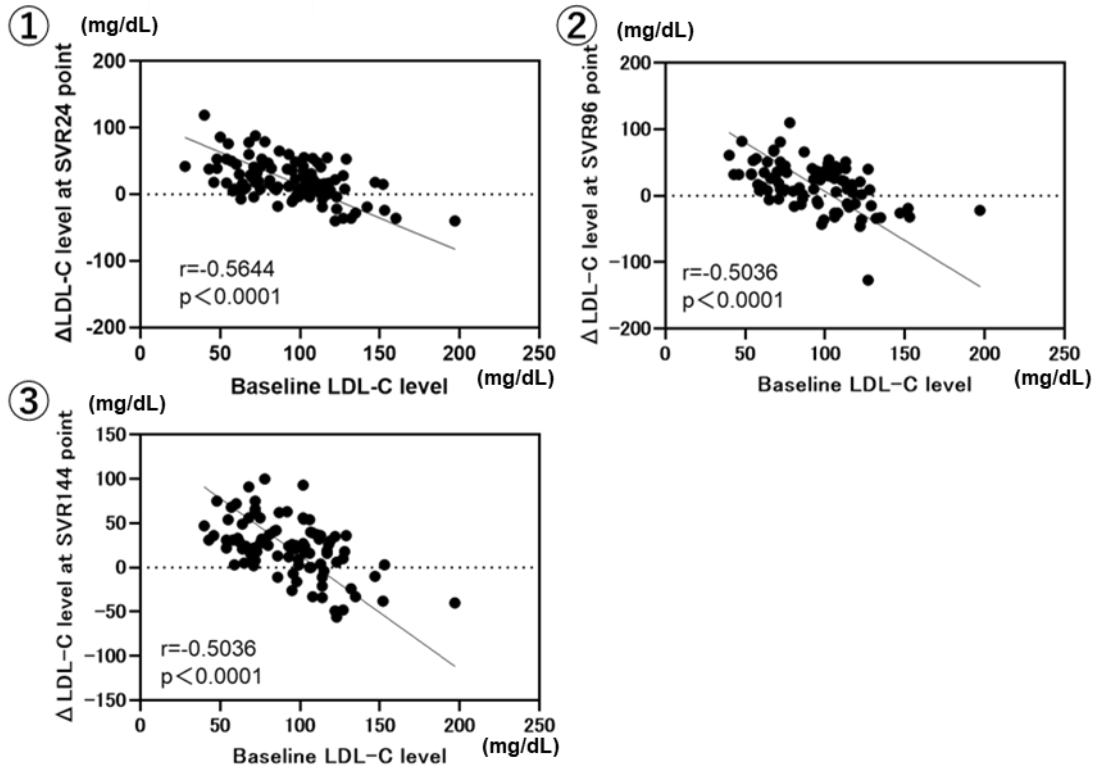 ①
(mg/dL)
ΔLDL-C level at SVR24 point
200
100
0
-100
-200
r=-0.5644
p<0.0001
0 50 100 150 200 250
Baseline LDL-C level (mg/dL)
②
(mg/dL)
Δ LDL-C level at SVR96 point
200
100
0
-100
-200
r=-0.5036
p<0.0001
0 50 100 150 200 250
Baseline LDL-C level (mg/dL)
③
(mg/dL)
Δ LDL-C level at SVR144 point
150
100
50
0
-50
-100
-150
r=-0.5036
p<0.0001
0 50 100 150 200 250
Baseline LDL-C level (mg/dL)